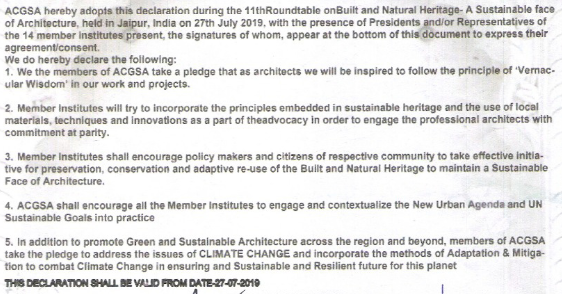 ACGSA hereby adopts this declaration during the 11thRoundtable onBuilt and Natural Heritage- A Sustainable face
of Architecture, held in Jaipur, India on 27th July 2019, with the presence of Presidents and/or Representatives of
the 14 member institutes present, the signatures of whom, appear at the bottom of this document to express their
agreement/consent.
We do hereby declare the following:
1. We the members of ACGSA take a pledge that as architects we will be inspired to follow the principle of 'Vernac-
ular Wisdom' in our work and projects.
2. Member Institutes will try to incorporate the principles embedded in sustainable heritage and the use of local
materials, techniques and innovations as a part of theadvocacy in order to engage the professional architects with
commitment at parity.
3. Member Institutes shall encourage policy makers and citizens of respective community to take effective initia-
tive for preservation, conservation and adaptive re-use of the Built and Natural Heritage to maintain a Sustainable
Face of Architecture.
4. ACGSA shall encourage all the Member Institutes to engage and contextualize the New Urban Agenda and UN
Sustainable Goals into practice
5. In addition to promote Green and Sustainable Architecture across the region and beyond, members of ACGSA
take the pledge to address the issues of CLIMATE CHANGE and incorporate the methods of Adaptation & Mitiga-
tion to combat Climate Change in ensuring and Sustainable and Resilient future for this planet
THIS DECLARATION SHALL BE VALID FROM DATE-27-07-2019